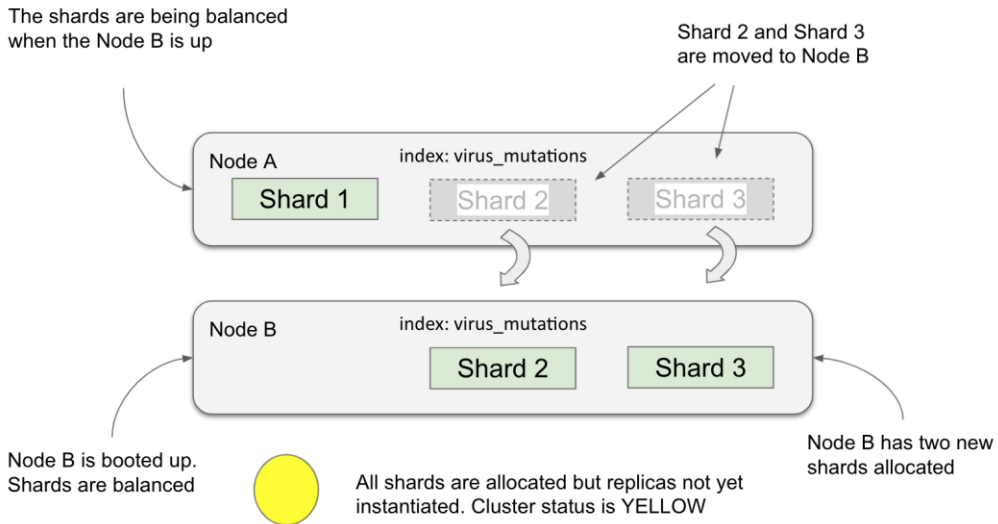 The shards are being balanced
when the Node B is up
Shard 2 and Shard 3
are moved to Node B
Node A
index: virus_mutations
Shard 1
Shard 2
Shard 3
Node B
index: virus_mutations
Shard 2
Shard 3
Node B is booted up.
Shards are balanced
All shards are allocated but replicas not yet
instantiated. Cluster status is YELLOW
Node B has two new
shards allocated